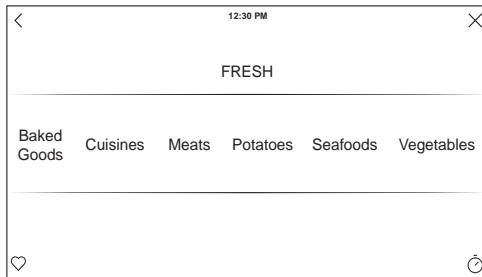 12:30 PM
FRESH
Baked Goods
Cuisines
Meats
Potatoes
Seafoods
Vegetables